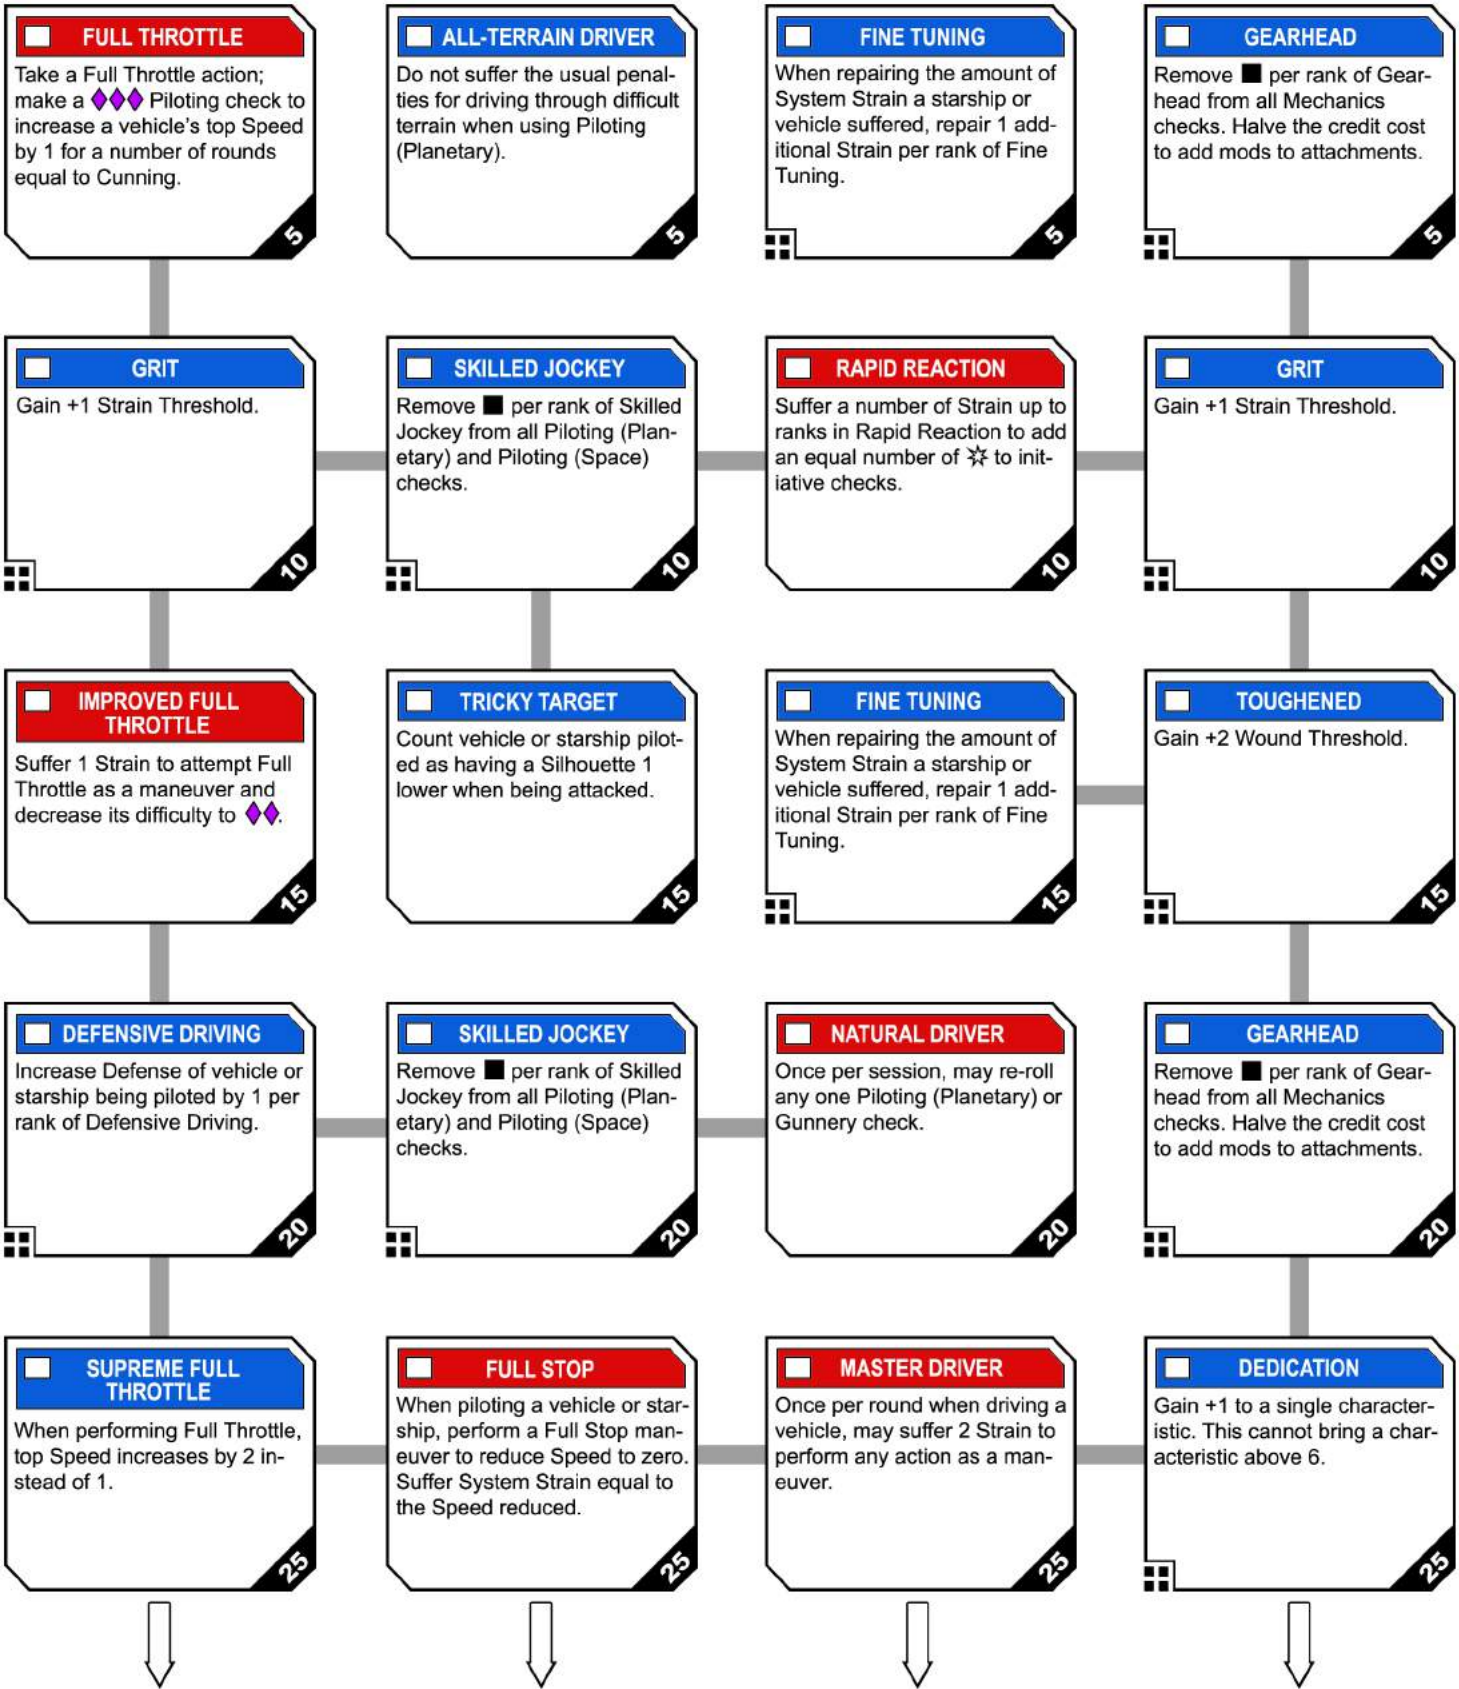 FULL THROTTLE
Take a Full Throttle action;
make a Piloting check to
increase a vehicle's top Speed
by 1 for a number of rounds
equal to Cunning.
5
ALL-TERRAIN DRIVER
Do not suffer the usual penal-
ties for driving through difficult
terrain when using Piloting
(Planetary).
5
FINE TUNING
When repairing the amount of
System Strain a starship or
vehicle suffered, repair 1 add-
itional Strain per rank of Fine
Tuning.
5
GEARHEAD
Remove per rank of Gear-
head from all Mechanics
checks. Halve the credit cost
to add mods to attachments.
5
GRIT
Gain +1 Strain Threshold.
10
SKILLED JOCKEY
Remove per rank of Skilled
Jockey from all Piloting (Plan-
etary) and Piloting (Space)
checks.
10
RAPID REACTION
Suffer a number of Strain up to
ranks in Rapid Reaction to add
an equal number of to init-
iative checks.
10
GRIT
Gain +1 Strain Threshold.
10
IMPROVED FULL
THROTTLE
Suffer 1 Strain to attempt Full
Throttle as a maneuver and
decrease its difficulty to .
15
TRICKY TARGET
Count vehicle or starship pilot-
ed as having a Silhouette 1
lower when being attacked.
15
FINE TUNING
When repairing the amount of
System Strain a starship or
vehicle suffered, repair 1 add-
itional Strain per rank of Fine
Tuning.
15
TOUGHENED
Gain +2 Wound Threshold.
15
DEFENSIVE DRIVING
Increase Defense of vehicle or
starship being piloted by 1 per
rank of Defensive Driving.
20
SKILLED JOCKEY
Remove per rank of Skilled
Jockey from all Piloting (Plan-
etary) and Piloting (Space)
checks.
20
NATURAL DRIVER
Once per session, may re-roll
any one Piloting (Planetary) or
Gunnery check.
20
GEARHEAD
Remove per rank of Gear-
head from all Mechanics
checks. Halve the credit cost
to add mods to attachments.
20
SUPREME FULL
THROTTLE
When performing Full Throttle,
top Speed increases by 2 in-
stead of 1.
25
FULL STOP
When piloting a vehicle or star-
ship, perform a Full Stop man-
euver to reduce Speed to zero.
Suffer System Strain equal to
the Speed reduced.
25
MASTER DRIVER
Once per round when driving a
vehicle, may suffer 2 Strain to
perform any action as a man-
euver.
25
DEDICATION
Gain +1 to a single character-
istic. This cannot bring a char-
acteristic above 6.
25